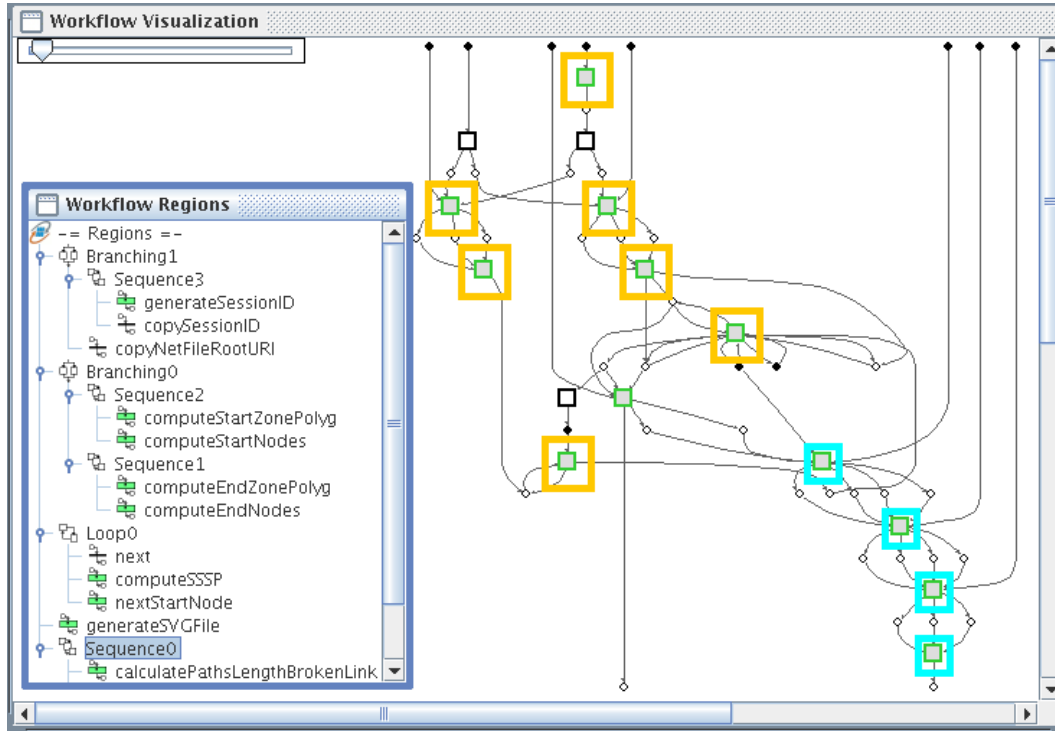 Workflow Visualization
Workflow Regions
-= Regions =-
Branching1
Sequence3
generateSessionID
copySessionID
copyNetFileRootURI
Branching0
Sequence2
computeStartZonePolyg
computeStartNodes
Sequence1
computeEndZonePolyg
computeEndNodes
Loop0
next
computeSSSP
nextStartNode
generateSVGFile
Sequence0
calculatePathsLengthBrokenLink